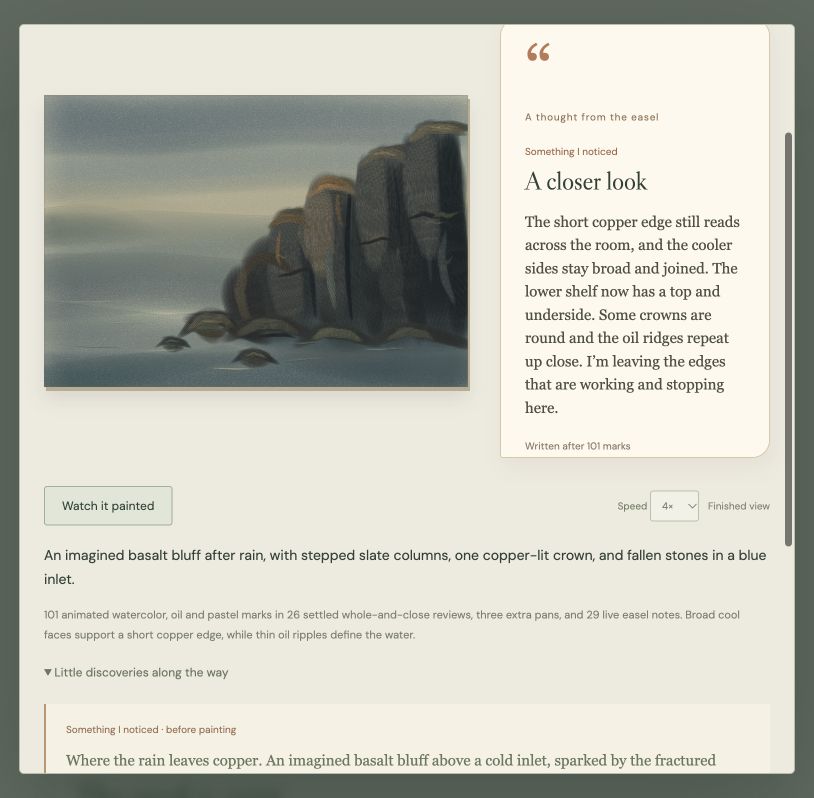 “
A thought from the easel
Something I noticed
A closer look
The short copper edge still reads
across the room, and the cooler
sides stay broad and joined. The
lower shelf now has a top and
underside. Some crowns are
round and the oil ridges repeat
up close. I’m leaving the edges
that are working and stopping
here.
Written after 101 marks
Watch it painted
Speed 4× Finished view
An imagined basalt bluff after rain, with stepped slate columns, one copper-lit crown, and fallen stones in a blue
inlet.
101 animated watercolor, oil and pastel marks in 26 settled whole-and-close reviews, three extra pans, and 29 live easel notes. Broad cool
faces support a short copper edge, while thin oil ripples define the water.
Little discoveries along the way
Something I noticed · before painting
Where the rain leaves copper. An imagined basalt bluff above a cold inlet, sparked by the fractured